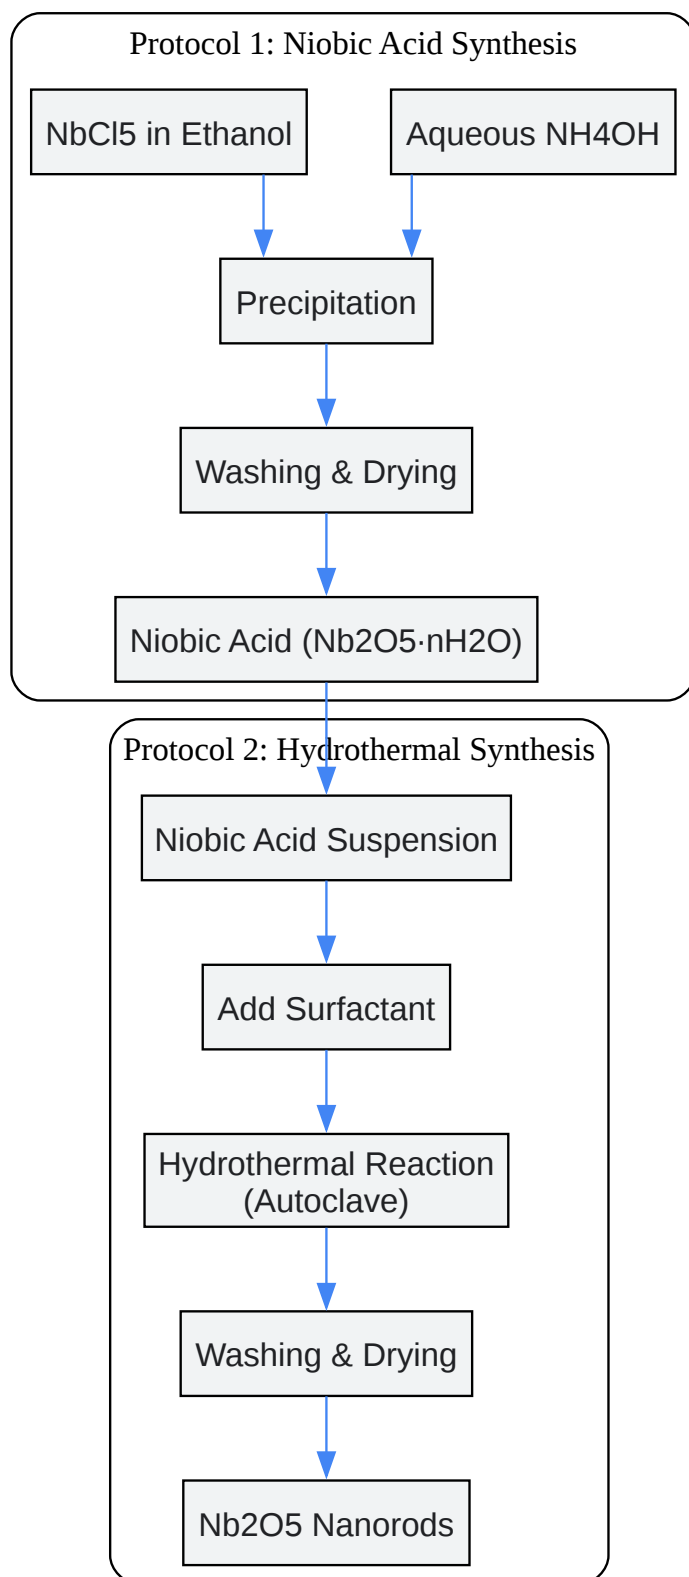 Protocol 1: Niobic Acid Synthesis
NbCl5 in Ethanol
Aqueous NH4OH
Precipitation
Washing & Drying
Niobic Acid (Nb2O5·nH2O)
Protocol 2: Hydrothermal Synthesis
Niobic Acid Suspension
Add Surfactant
Hydrothermal Reaction
(Autoclave)
Washing & Drying
Nb2O5 Nanorods